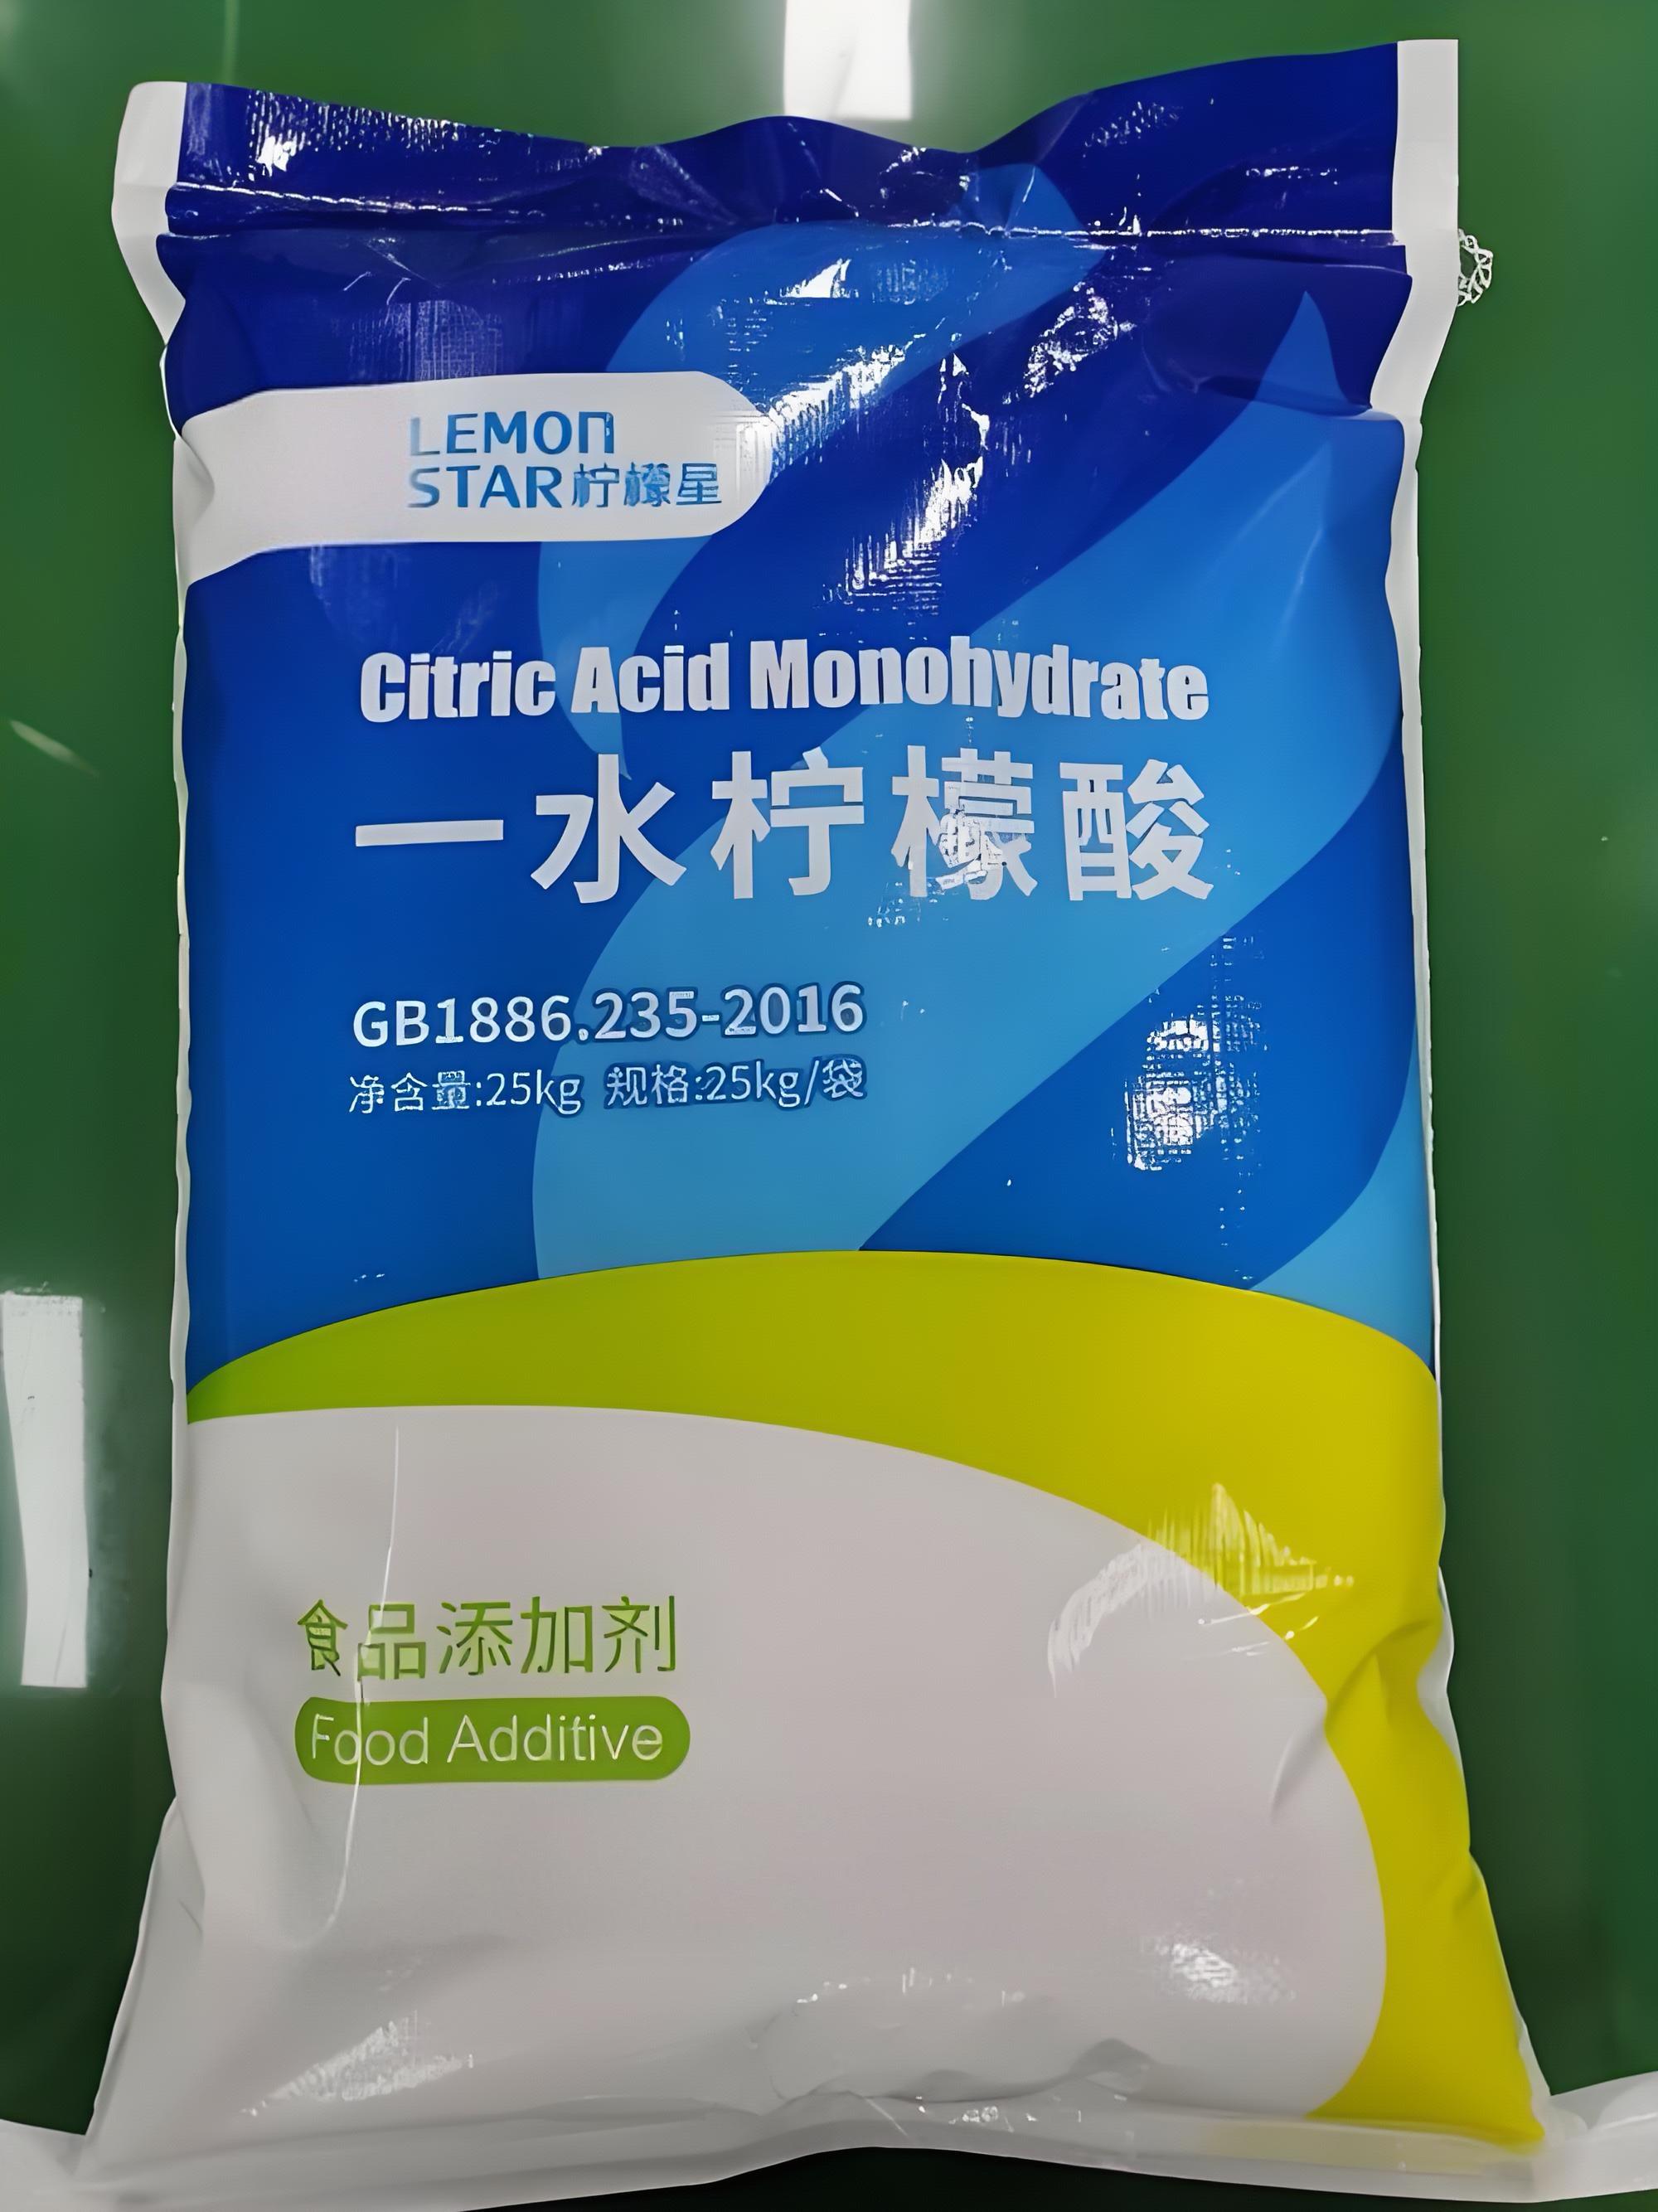 LEMON
STAR柠檬星
Citric Acid Monohydrate
一水柠檬酸
GB1886.235-2016
净含量:25kg 规格:25kg/袋
食品添加剂
Food Additive